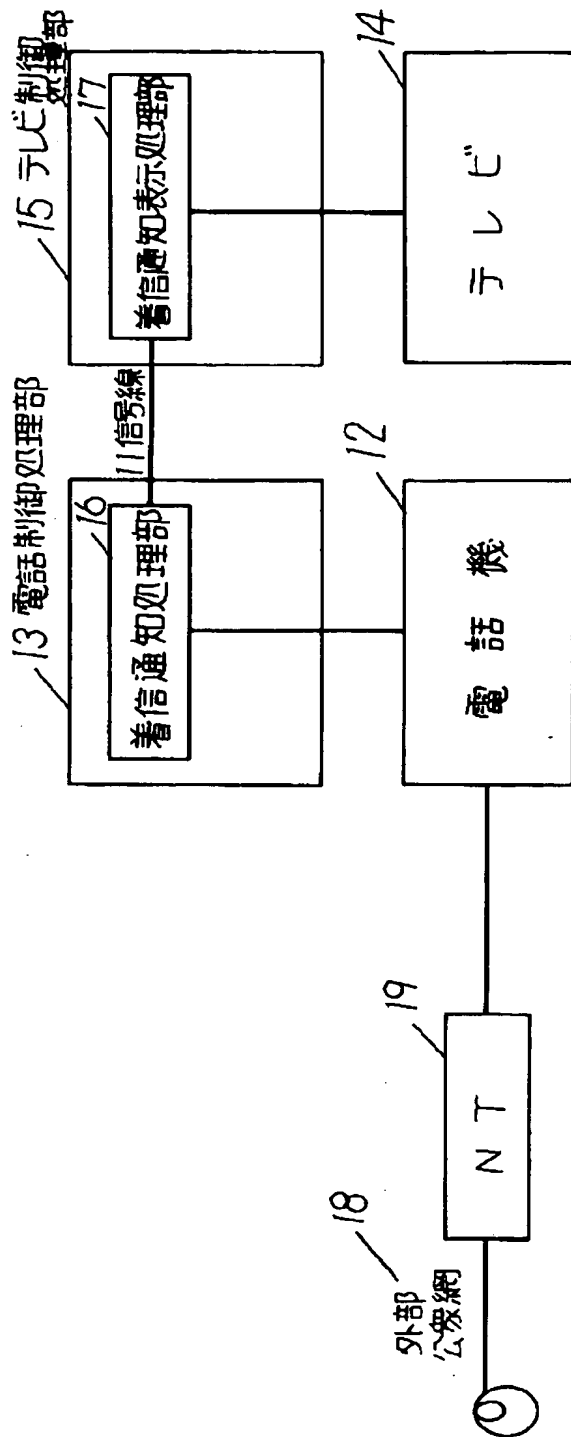 13 電話制御処理部
15 テレビ制御
処理部
16
着信通知処理部
11 信号線
17
着信通知表示処理部
18
外部
公衆網
19
NT
12
電話機
14
テレビ